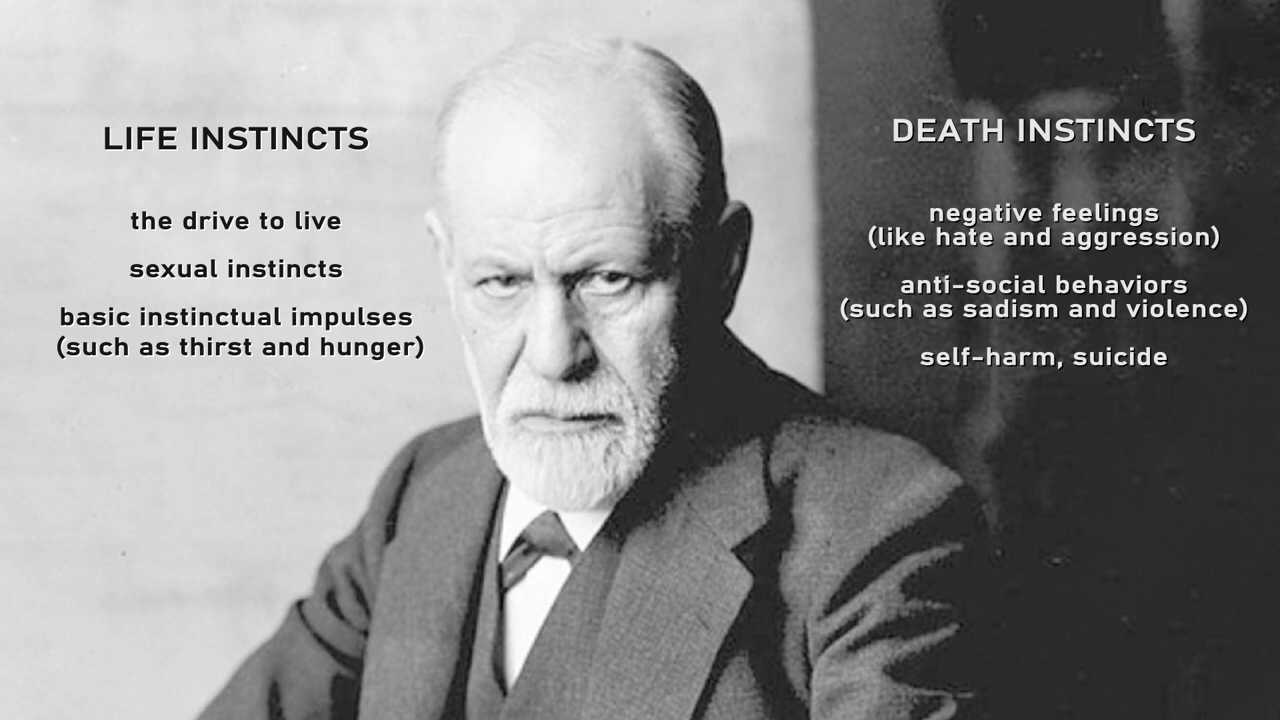 LIFE INSTINCTS
the drive to live
sexual instincts
basic instinctual impulses
(such as thirst and hunger)
DEATH INSTINCTS
negative feelings
(like hate and aggression)
anti-social behaviors
(such as sadism and violence)
self-harm, suicide